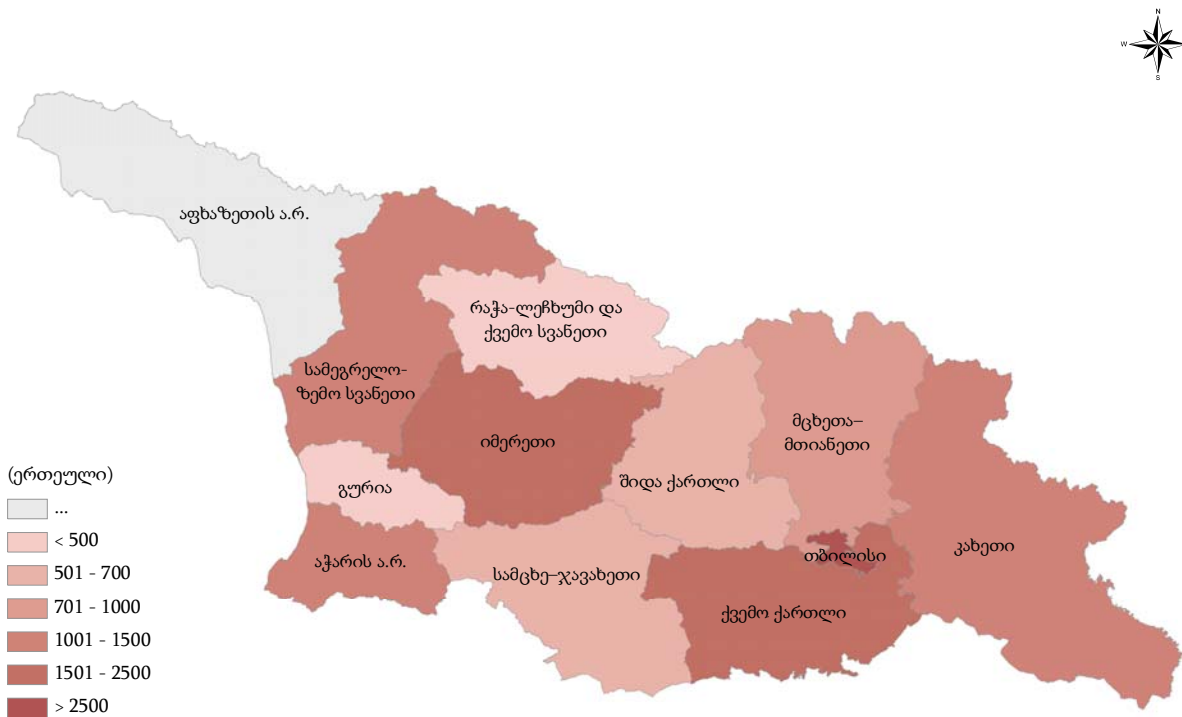 N
W
S
აფხაზეთის ა.რ.
რაჭა-ლეჩხუმი და
ქვემო სვანეთი
სამეგრელო-
ზემო სვანეთი
იმერეთი
მცხეთა–
მთიანეთი
შიდა ქართლი
გურია
აჭარის ა.რ.
სამცხე–ჯავახეთი
თბილისი
კახეთი
ქვემო ქართლი
(ერთეული)
...
< 500
501 - 700
701 - 1000
1001 - 1500
1501 - 2500
> 2500